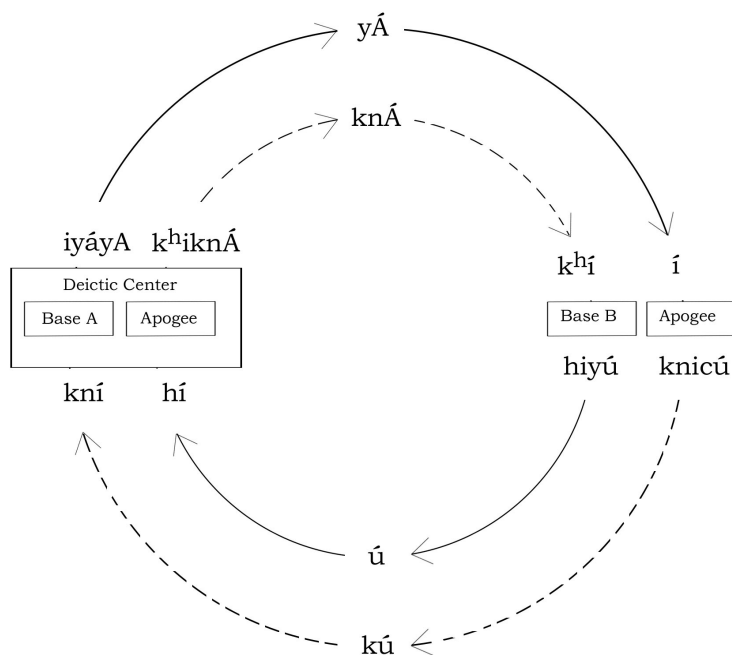 yÁ
knÁ
iyáyA kʰiknÁ
kʰí í
Deictic Center
Base A Apogee
Base B Apogee
hiyú knicú
kní hí
ú
kú